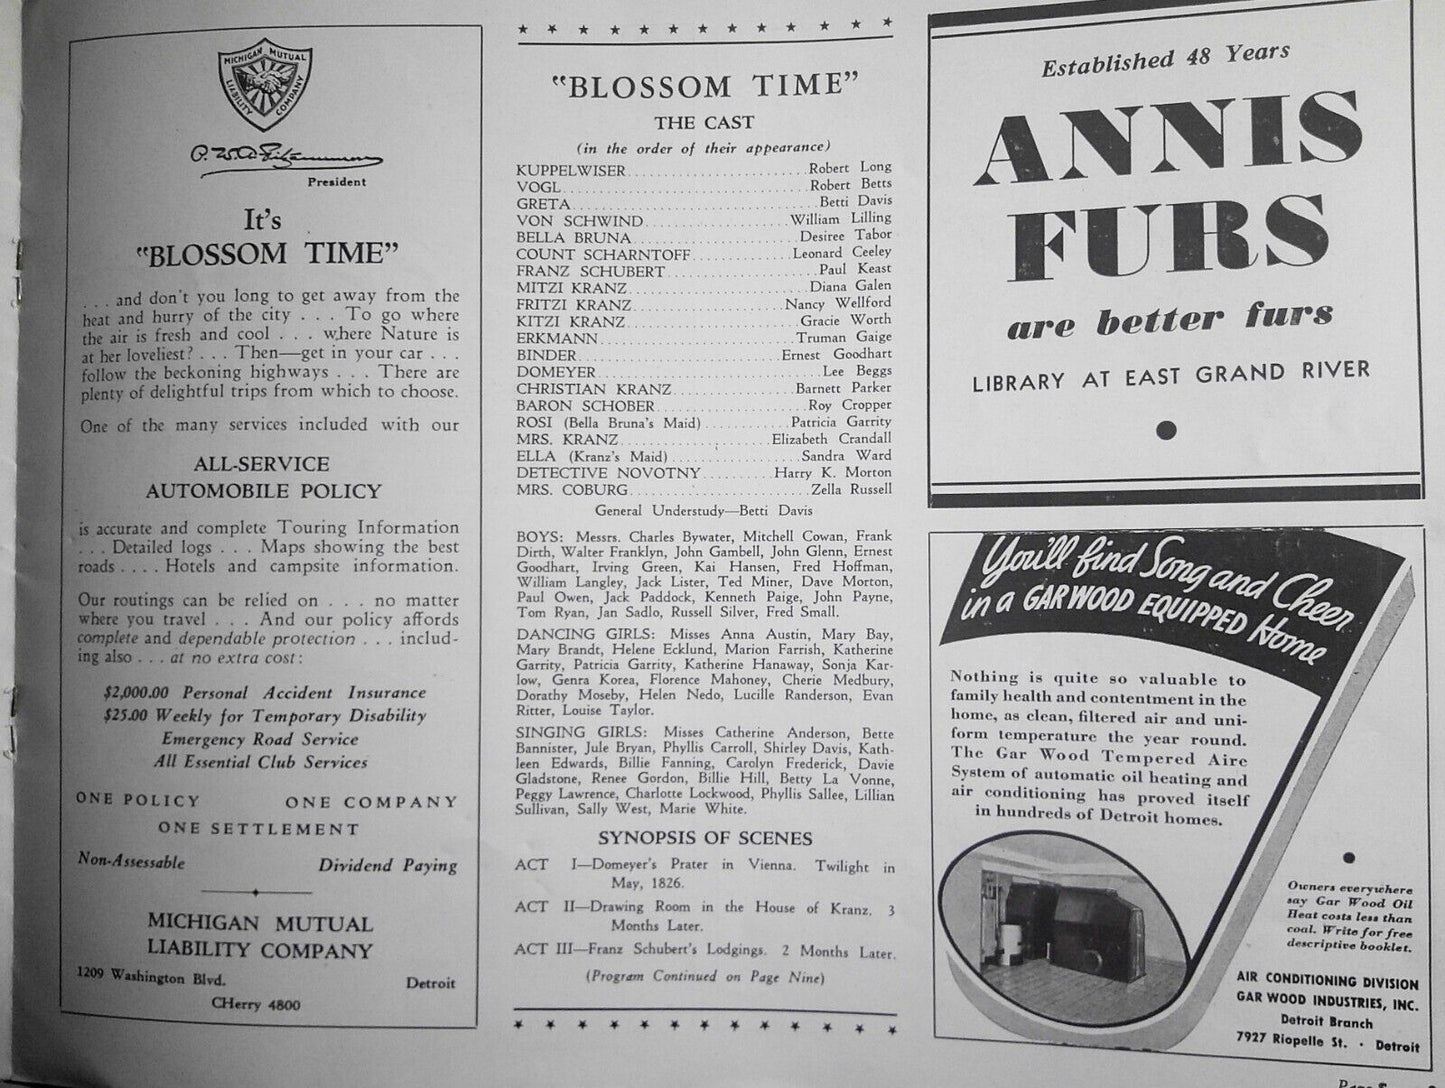 MICHIGAN MUTUAL
LIABILITY COMPANY
President
It's
"BLOSSOM TIME"
. . . and don't you long to get away from the
heat and hurry of the city . . . To go where
the air is fresh and cool . . . where Nature is
at her loveliest? . . . Then—get in your car . . .
follow the beckoning highways . . . There are
plenty of delightful trips from which to choose.
One of the many services included with our
ALL-SERVICE
AUTOMOBILE POLICY
is accurate and complete Touring Information
. . . Detailed logs . . . Maps showing the best
roads . . . . Hotels and campsite information.
Our routings can be relied on . . . no matter
where you travel . . . And our policy affords
complete and dependable protection . . . includ-
ing also . . . at no extra cost:
$2,000.00 Personal Accident Insurance
$25.00 Weekly for Temporary Disability
Emergency Road Service
All Essential Club Services
ONE POLICY ONE COMPANY
ONE SETTLEMENT
Non-Assessable Dividend Paying
MICHIGAN MUTUAL
LIABILITY COMPANY
1209 Washington Blvd. Detroit
CHerry 4800
"BLOSSOM TIME"
THE CAST
(in the order of their appearance)
KUPPELWISER Robert Long
VOGL Robert Betts
GRETA Betti Davis
VON SCHWIND William Lilling
BELLA BRUNA Desiree Tabor
COUNT SCHARNTOFF Leonard Ceeley
FRANZ SCHUBERT Paul Keast
MITZI KRANZ Diana Galen
FRITZI KRANZ Nancy Wellford
KITZI KRANZ Gracie Worth
ERKMANN Truman Gaige
BINDER Ernest Goodhart
DOMEYER Lee Beggs
CHRISTIAN KRANZ Barnett Parker
BARON SCHOBER Roy Cropper
ROSI (Bella Bruna's Maid) Patricia Garrity
MRS. KRANZ Elizabeth Crandall
ELLA (Kranz's Maid) Sandra Ward
DETECTIVE NOVOTNY Harry K. Morton
MRS. COBURG Zella Russell
General Understudy—Betti Davis
BOYS: Messrs. Charles Bywater, Mitchell Cowan, Frank
Dirth, Walter Franklyn, John Gambell, John Glenn, Ernest
Goodhart, Irving Green, Kai Hansen, Fred Hoffman,
William Langley, Jack Lister, Ted Miner, Dave Morton,
Paul Owen, Jack Paddock, Kenneth Paige, John Payne,
Tom Ryan, Jan Sadlo, Russell Silver, Fred Small.
DANCING GIRLS: Misses Anna Austin, Mary Bay,
Mary Brandt, Helene Ecklund, Marion Farrish, Katherine
Garrity, Patricia Garrity, Katherine Hanaway, Sonja Kar-
low, Genra Korea, Florence Mahoney, Cherie Medbury,
Dorathy Moseby, Helen Nedo, Lucille Randerson, Evan
Ritter, Louise Taylor.
SINGING GIRLS: Misses Catherine Anderson, Bette
Bannister, Jule Bryan, Phyllis Carroll, Shirley Davis, Kath-
leen Edwards, Billie Fanning, Carolyn Frederick, Davie
Gladstone, Renee Gordon, Billie Hill, Betty La Vonne,
Peggy Lawrence, Charlotte Lockwood, Phyllis Sallee, Lillian
Sullivan, Sally West, Marie White.
SYNOPSIS OF SCENES
ACT I—Domeyer's Prater in Vienna. Twilight in
May, 1826.
ACT II—Drawing Room in the House of Kranz. 3
Months Later.
ACT III—Franz Schubert's Lodgings. 2 Months Later.
(Program Continued on Page Nine)
Established 48 Years
ANNIS
FURS
are better furs
LIBRARY AT EAST GRAND RIVER
You'll find Song and Cheer
in a GAR WOOD EQUIPPED Home
Nothing is quite so valuable to
family health and contentment in the
home, as clean, filtered air and uni-
form temperature the year round.
The Gar Wood Tempered Aire
System of automatic oil heating and
air conditioning has proved itself
in hundreds of Detroit homes.
Owners everywhere
say Gar Wood Oil
Heat costs less than
coal. Write for free
descriptive booklet.
AIR CONDITIONING DIVISION
GAR WOOD INDUSTRIES, INC.
Detroit Branch
7927 Riopelle St. · Detroit